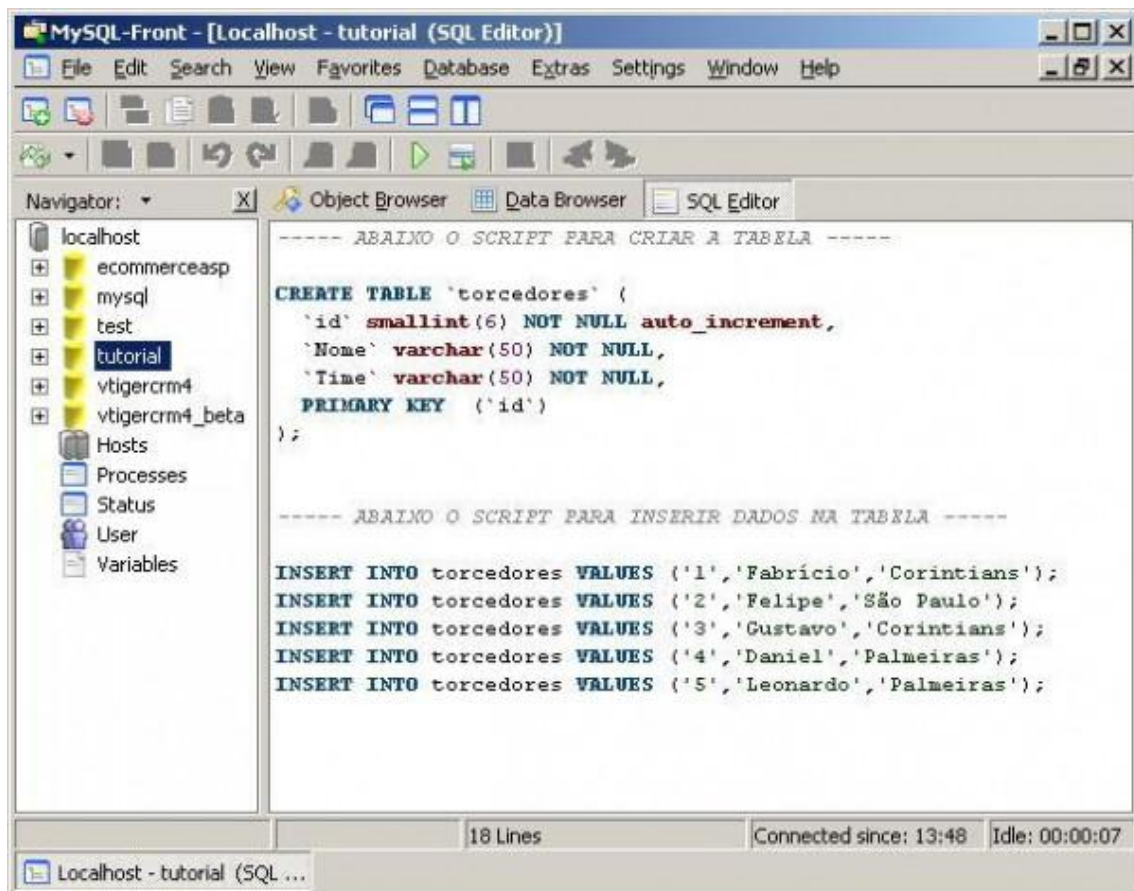 MySQL-Front - [Localhost - tutorial (SQL Editor)]
File Edit Search View Favorites Database Extras Settings Window Help
Navigator:
Object Browser Data Browser SQL Editor
localhost
ecommerceasp
mysql
test
tutorial
vtigercrm4
vtigercrm4_beta
Hosts
Processes
Status
User
Variables
----- ABAIXO O SCRIPT PARA CRIAR A TABELA -----
CREATE TABLE `torcedores` (
`id` smallint(6) NOT NULL auto_increment,
`Nome` varchar(50) NOT NULL,
`Time` varchar(50) NOT NULL,
PRIMARY KEY (`id`)
);
----- ABAIXO O SCRIPT PARA INSERIR DADOS NA TABELA -----
INSERT INTO torcedores VALUES ('1','Fabrício','Corintians');
INSERT INTO torcedores VALUES ('2','Felipe','São Paulo');
INSERT INTO torcedores VALUES ('3','Gustavo','Corintians');
INSERT INTO torcedores VALUES ('4','Daniel','Palmeiras');
INSERT INTO torcedores VALUES ('5','Leonardo','Palmeiras');
18 Lines Connected since: 13:48 Idle: 00:00:07
Localhost - tutorial (SQL ...